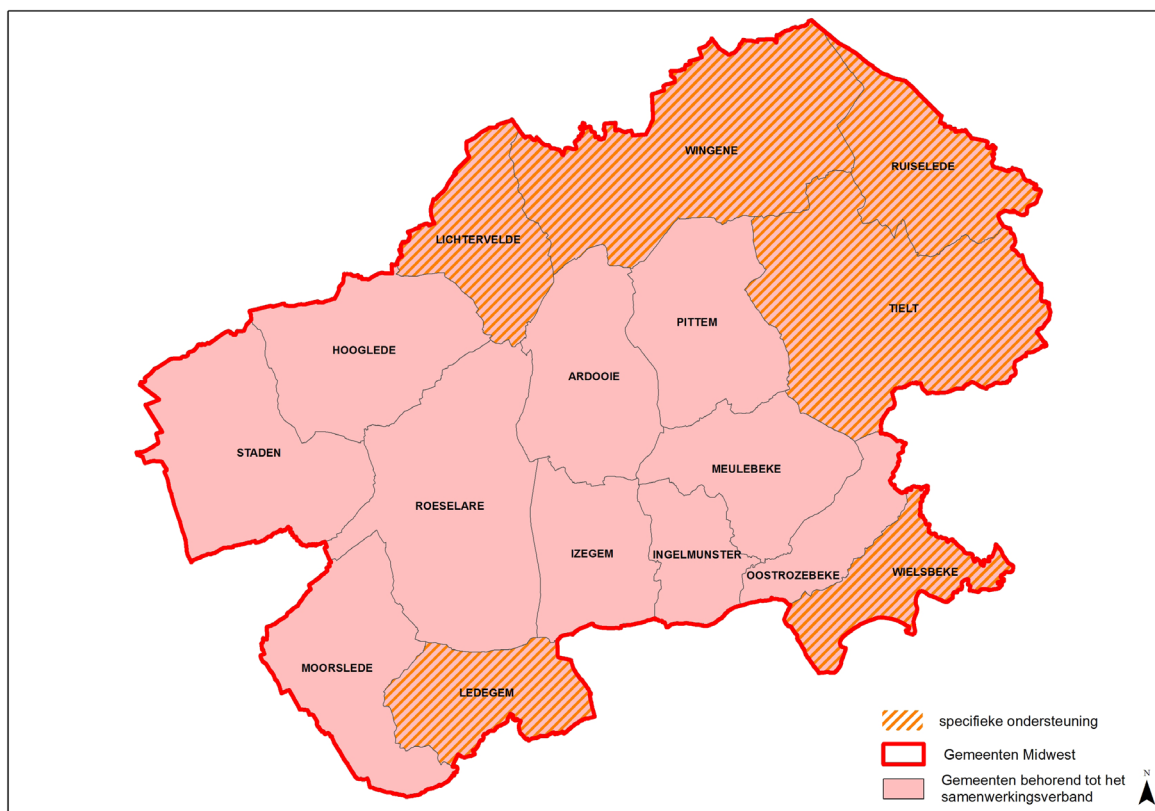 WINGENE
RUISELEDE
LICHTERVELDE
TIELT
PITTEM
HOOGLEDE
ARDOOIE
STADEN
MEULEBEKE
ROESELARE
IZEGEM
INGELMUNSTER
OOSTROZEBEKE
WIELSBEKE
MOORSLEDE
LEDEGEM
specifieke ondersteuning
Gemeenten Midwest
Gemeenten behorend tot het
samenwerkingsverband
N